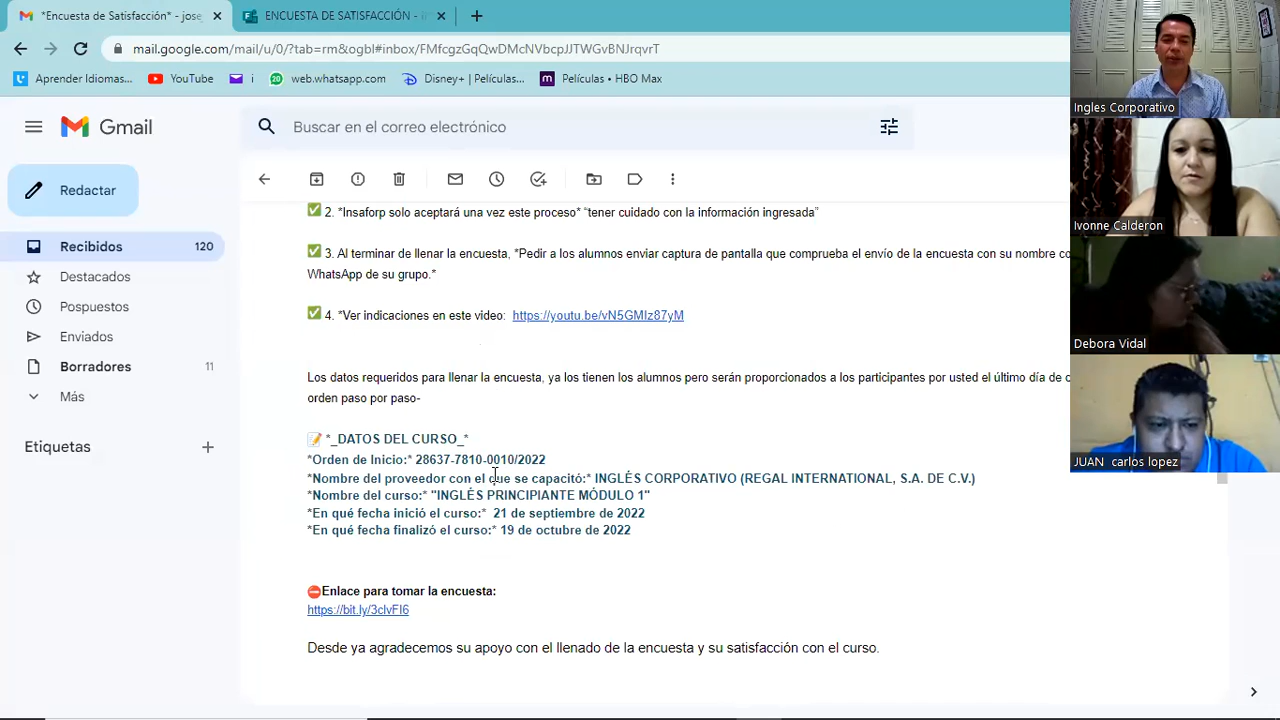 *Encuesta de Satisfacción* - jose
ENCUESTA DE SATISFACCIÓN - i
mail.google.com/mail/u/0/?tab=rm&ogbl#inbox/
Aprender Idiomas...
YouTube
i
20
web.whatsapp.com
Disney | Películas...
Películas • HBO Max
Gmail
Buscar en el correo electrónico
Redactar
Recibidos 120
Destacados
Pospuestos
Enviados
Borradores 11
Más
Etiquetas
2. *Insaforp solo aceptará una vez este proceso* “tener cuidado con la información ingresada”
3. Al terminar de llenar la encuesta, *Pedir a los alumnos enviar captura de pantalla que comprueba el envío de la encuesta con su nombre co
WhatsApp de su grupo.*
4. *Ver indicaciones en este video: https://youtu.be/vN5GMIz87yM
Los datos requeridos para llenar la encuesta, ya los tienen los alumnos pero serán proporcionados a los participantes por usted el último día de c
orden paso por paso-
*_DATOS DEL CURSO_*
*Orden de Inicio:* 28637-7810-0010/2022
*Nombre del proveedor con el que se capacitó:* INGLÉS CORPORATIVO (REGAL INTERNATIONAL, S.A. DE C.V.)
*Nombre del curso:* "INGLÉS PRINCIPIANTE MÓDULO 1"
*En qué fecha inició el curso:* 21 de septiembre de 2022
*En qué fecha finalizó el curso:* 19 de octubre de 2022
Enlace para tomar la encuesta:
https://bit.ly/3clvFI6
Desde ya agradecemos su apoyo con el llenado de la encuesta y su satisfacción con el curso.
Ingles Corporativo
Ivonne Calderon
Debora Vidal
JUAN carlos lopez